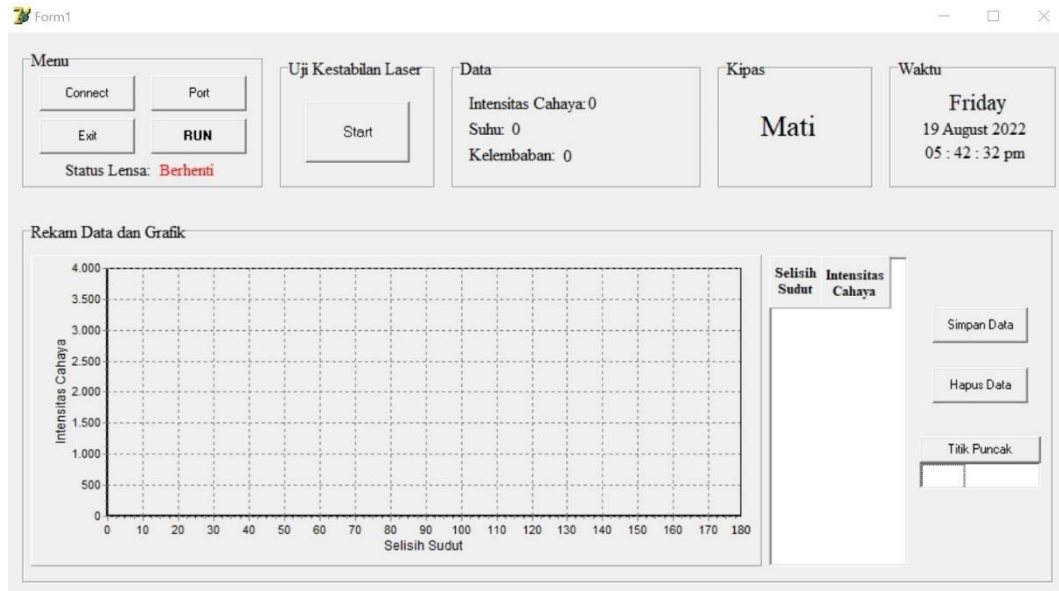 Form1
Menu
Connect
Port
Exit
RUN
Status Lensa: Berhenti
Uji Kestabilan Laser
Start
Data
Intensitas Cahaya: 0
Suhu: 0
Kelembaban: 0
Kipas
Mati
Waktu
Friday
19 August 2022
05 : 42 : 32 pm
Rekam Data dan Grafik
Intensitas Cahaya
4.000
3.500
3.000
2.500
2.000
1.500
1.000
500
0
0 10 20 30 40 50 60 70 80 90 100 110 120 130 140 150 160 170 180
Selisih Sudut
Selisih
Sudut
Intensitas
Cahaya
Simpan Data
Hapus Data
Titik Puncak